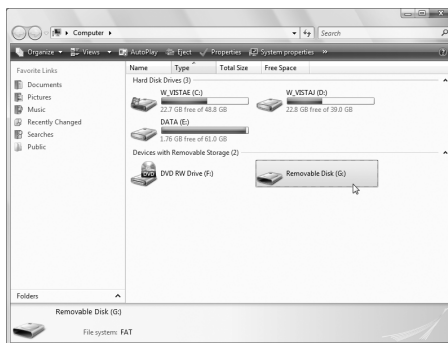 Computer
Search
Organize Views AutoPlay Eject Properties System properties »
Favorite Links
Documents
Pictures
Music
Recently Changed
Searches
Public
Folders
Name Type Total Size Free Space
Hard Disk Drives (3)
W_VISTAE (C:)
22.7 GB free of 48.8 GB
W_VISTAJ (D:)
22.8 GB free of 39.0 GB
DATA (E:)
1.76 GB free of 61.0 GB
Devices with Removable Storage (2)
DVD
DVD RW Drive (F:)
Removable Disk (G:)
Removable Disk (G:)
File system: FAT